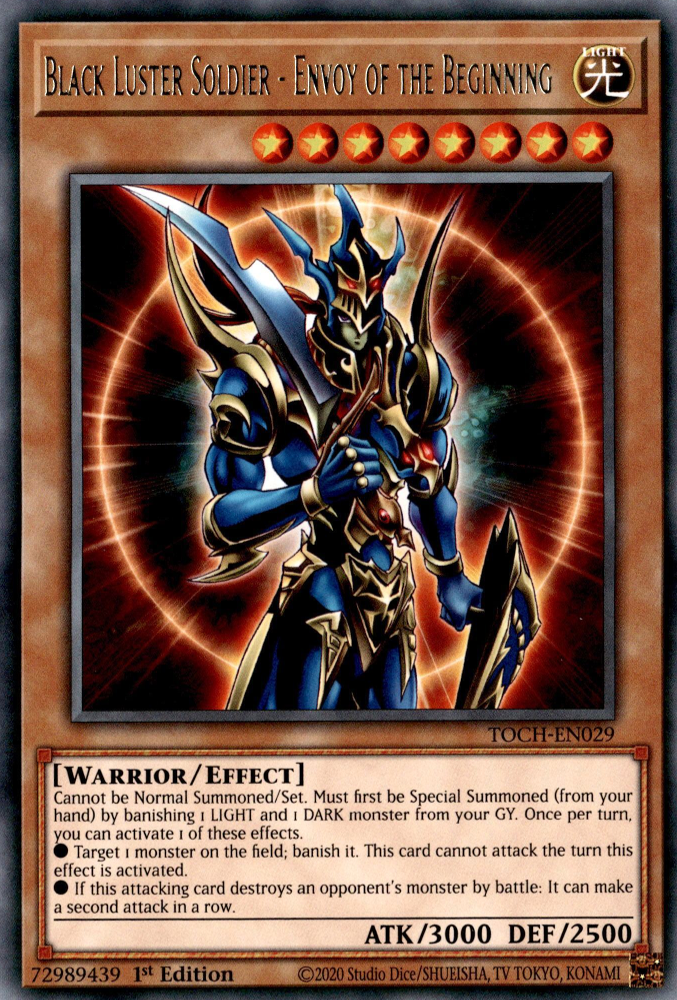 BLACK LUSTER SOLDIER - ENVOY OF THE BEGINNING
LIGHT
光
TOCH-EN029
[WARRIOR/EFFECT]
Cannot be Normal Summoned/Set. Must first be Special Summoned (from your
hand) by banishing 1 LIGHT and 1 DARK monster from your GY. Once per turn,
you can activate 1 of these effects.
● Target 1 monster on the field; banish it. This card cannot attack the turn this
effect is activated.
● If this attacking card destroys an opponent's monster by battle: It can make
a second attack in a row.
ATK/3000 DEF/2500
72989439 1st Edition ©2020 Studio Dice/SHUEISHA, TV TOKYO, KONAMI